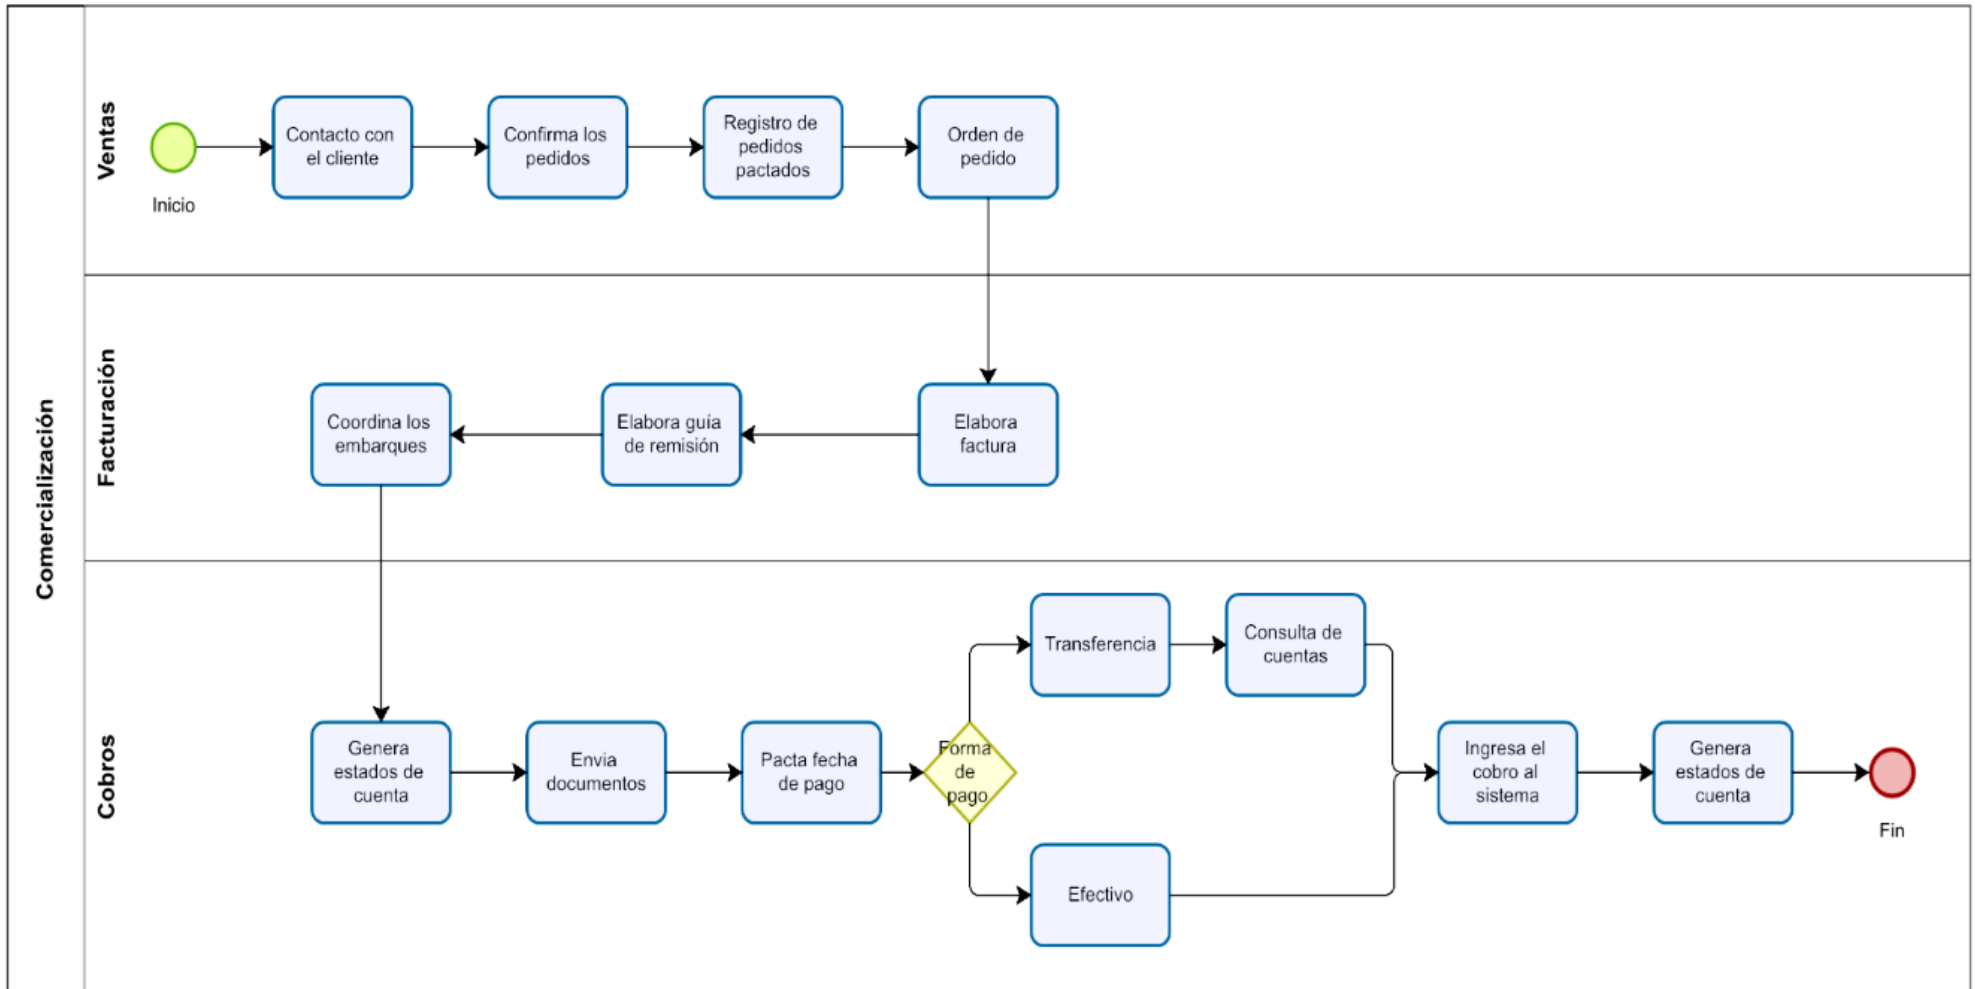 Comercialización
Ventas
Inicio
Contacto con
el cliente
Confirma los
pedidos
Registro de
pedidos
pactados
Orden de
pedido
Facturación
Coordina los
embarques
Elabora guía
de remisión
Elabora
factura
Cobros
Genera
estados de
cuenta
Envia
documentos
Pacta fecha
de pago
Forma
de
pago
Transferencia
Consulta de
cuentas
Efectivo
Ingresa el
cobro al
sistema
Genera
estados de
cuenta
Fin